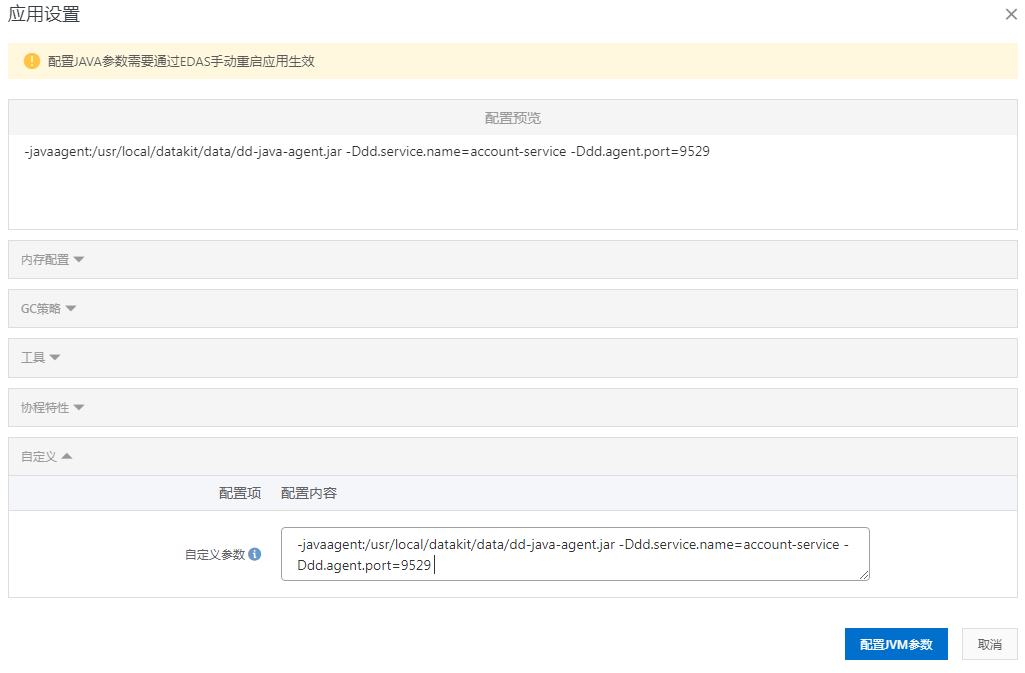 应用设置
配置JAVA参数需要通过EDAS手动重启应用生效
配置预览
-javaagent:/usr/local/datakit/data/dd-java-agent.jar -Ddd.service.name=account-service -Ddd.agent.port=9529
内存配置
GC策略
工具
协程特性
自定义
配置项 配置内容
自定义参数
-javaagent:/usr/local/datakit/data/dd-java-agent.jar -Ddd.service.name=account-service -
Ddd.agent.port=9529
配置JVM参数 取消